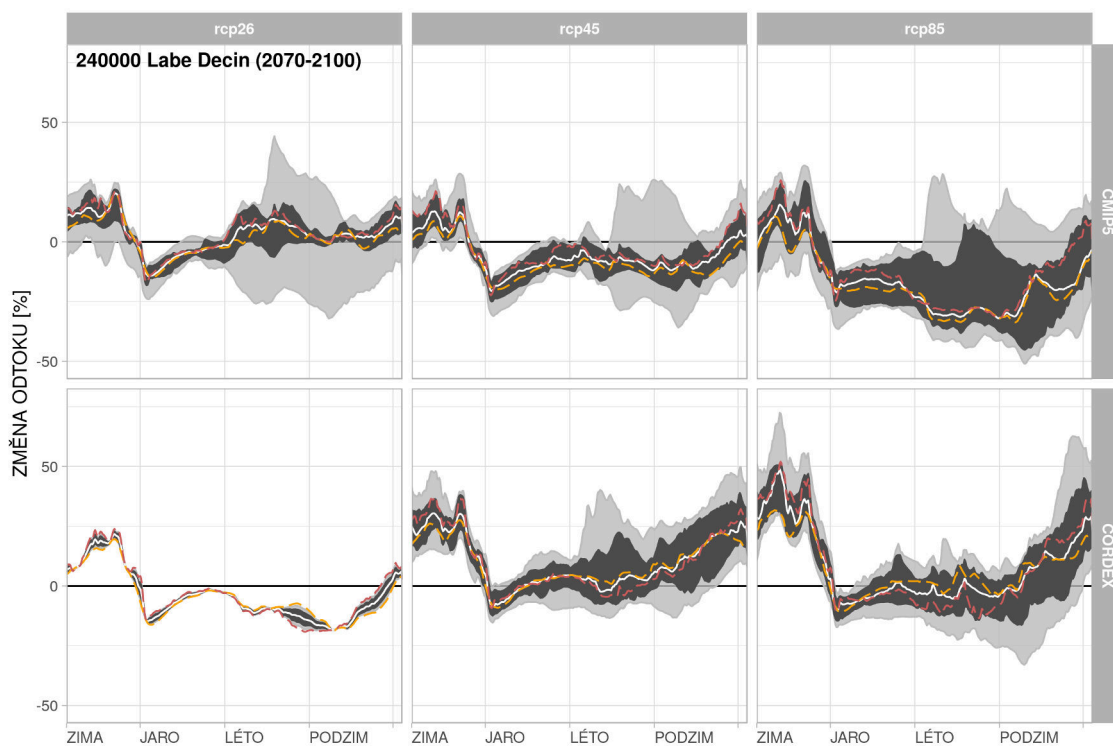 rcp26 rcp45 rcp85
240000 Labe Decin (2070-2100)
CMIP5
ZMĚNA ODTOKU [%]
50
0
-50
CORDEX
50
0
-50
ZIMA JARO LÉTO PODZIM ZIMA JARO LÉTO PODZIM ZIMA JARO LÉTO PODZIM